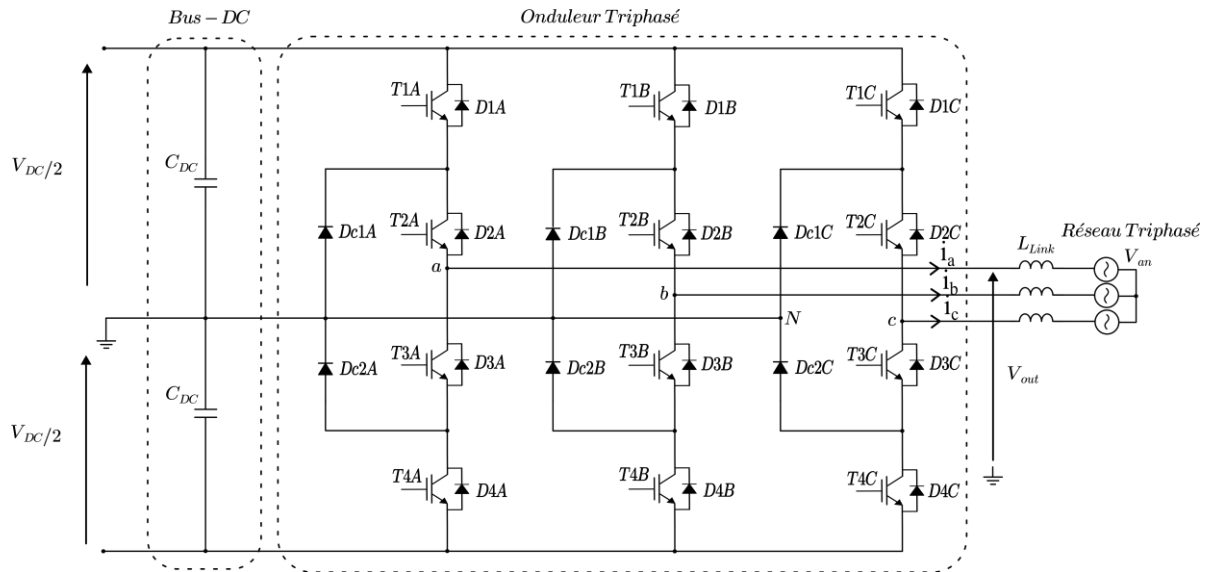 Bus – DC
Onduleur Triphasé
T1A
D1A
T1B
D1B
T1C
D1C
V_DC/2
C_DC
Dc1A
T2A
D2A
Dc1B
T2B
D2B
Dc1C
T2C
D2C
Réseau Triphasé
L_Link
V_an
a
i_a
b
i_b
N
c
i_c
Dc2A
T3A
D3A
Dc2B
T3B
D3B
Dc2C
T3C
D3C
V_out
C_DC
V_DC/2
T4A
D4A
T4B
D4B
T4C
D4C